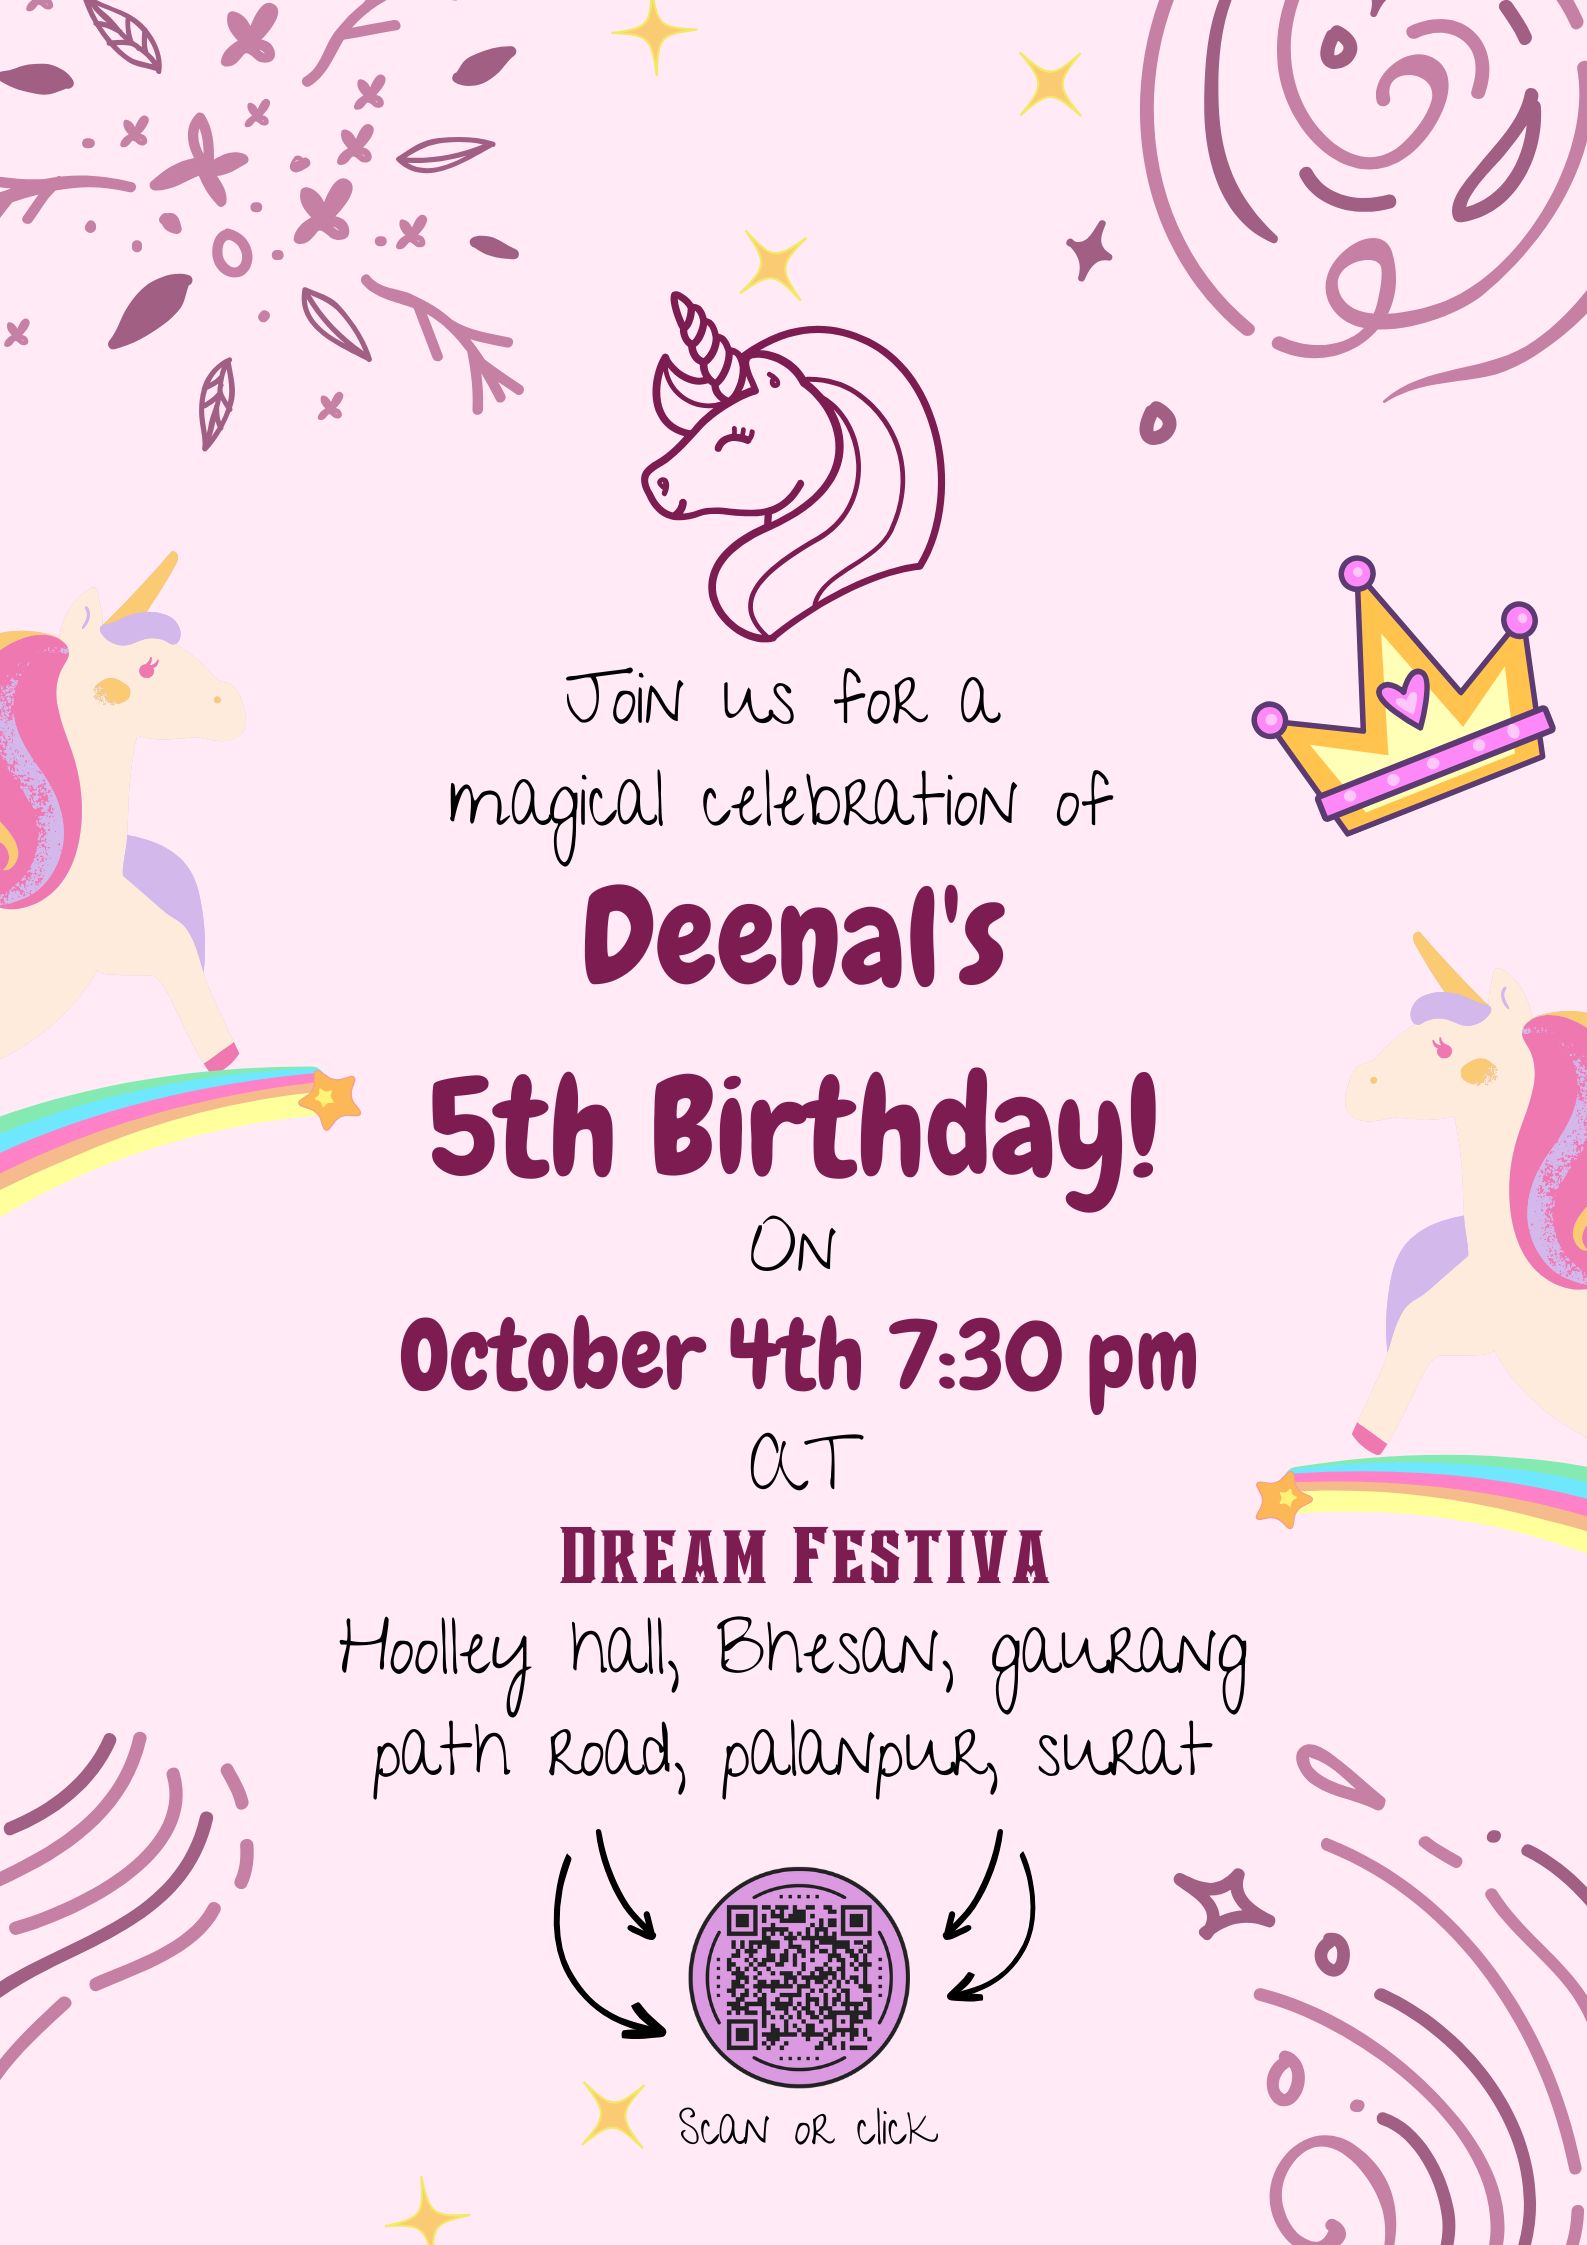 Join us for a
magical celebration of
Deenal's
5th Birthday!
On
October 4th 7:30 pm
AT
Dream Festiva
Hoolley hall, Bhesan, gaurang
path road, palanpur, surat
Scan or click